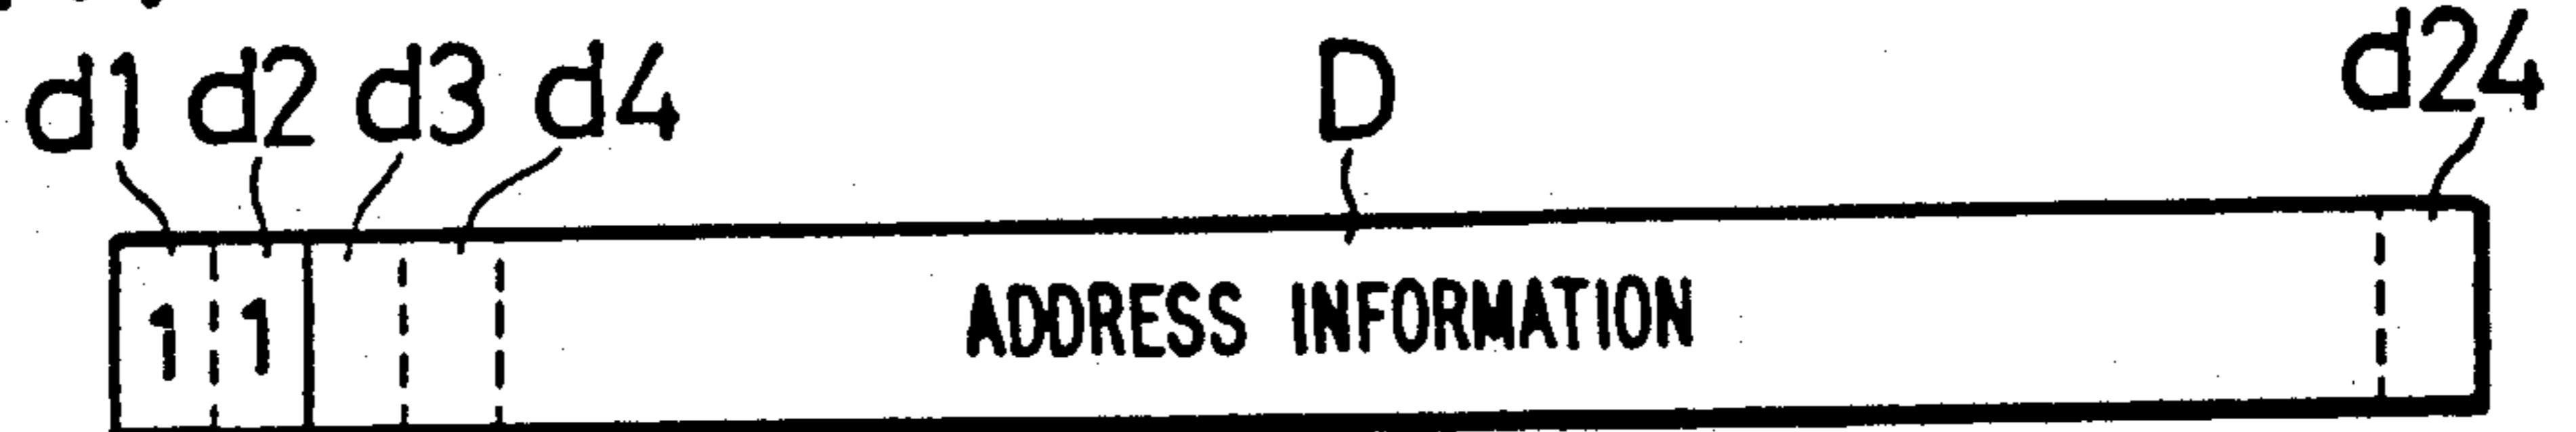 d1 d2 d3 d4 D d24
1 1 ADDRESS INFORMATION